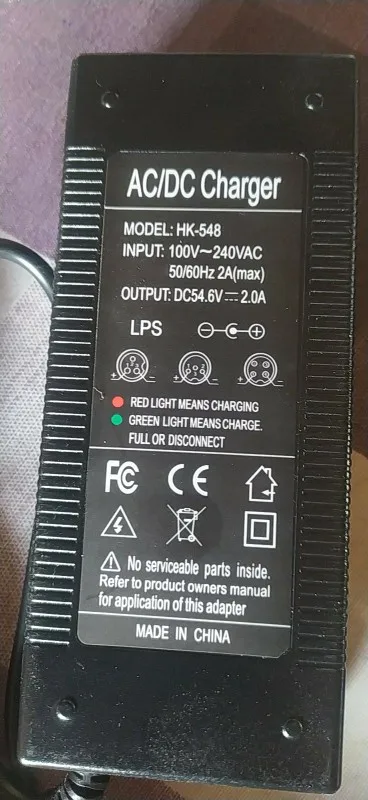 AC/DC Charger
MODEL: HK-548
INPUT: 100V～240VAC
50/60Hz 2A(max)
OUTPUT: DC54.6V⎓2.0A
LPS
RED LIGHT MEANS CHARGING
GREEN LIGHT MEANS CHARGE.
FULL OR DISCONNECT
FC CE
No serviceable parts inside.
Refer to product owners manual
for application of this adapter
MADE IN CHINA